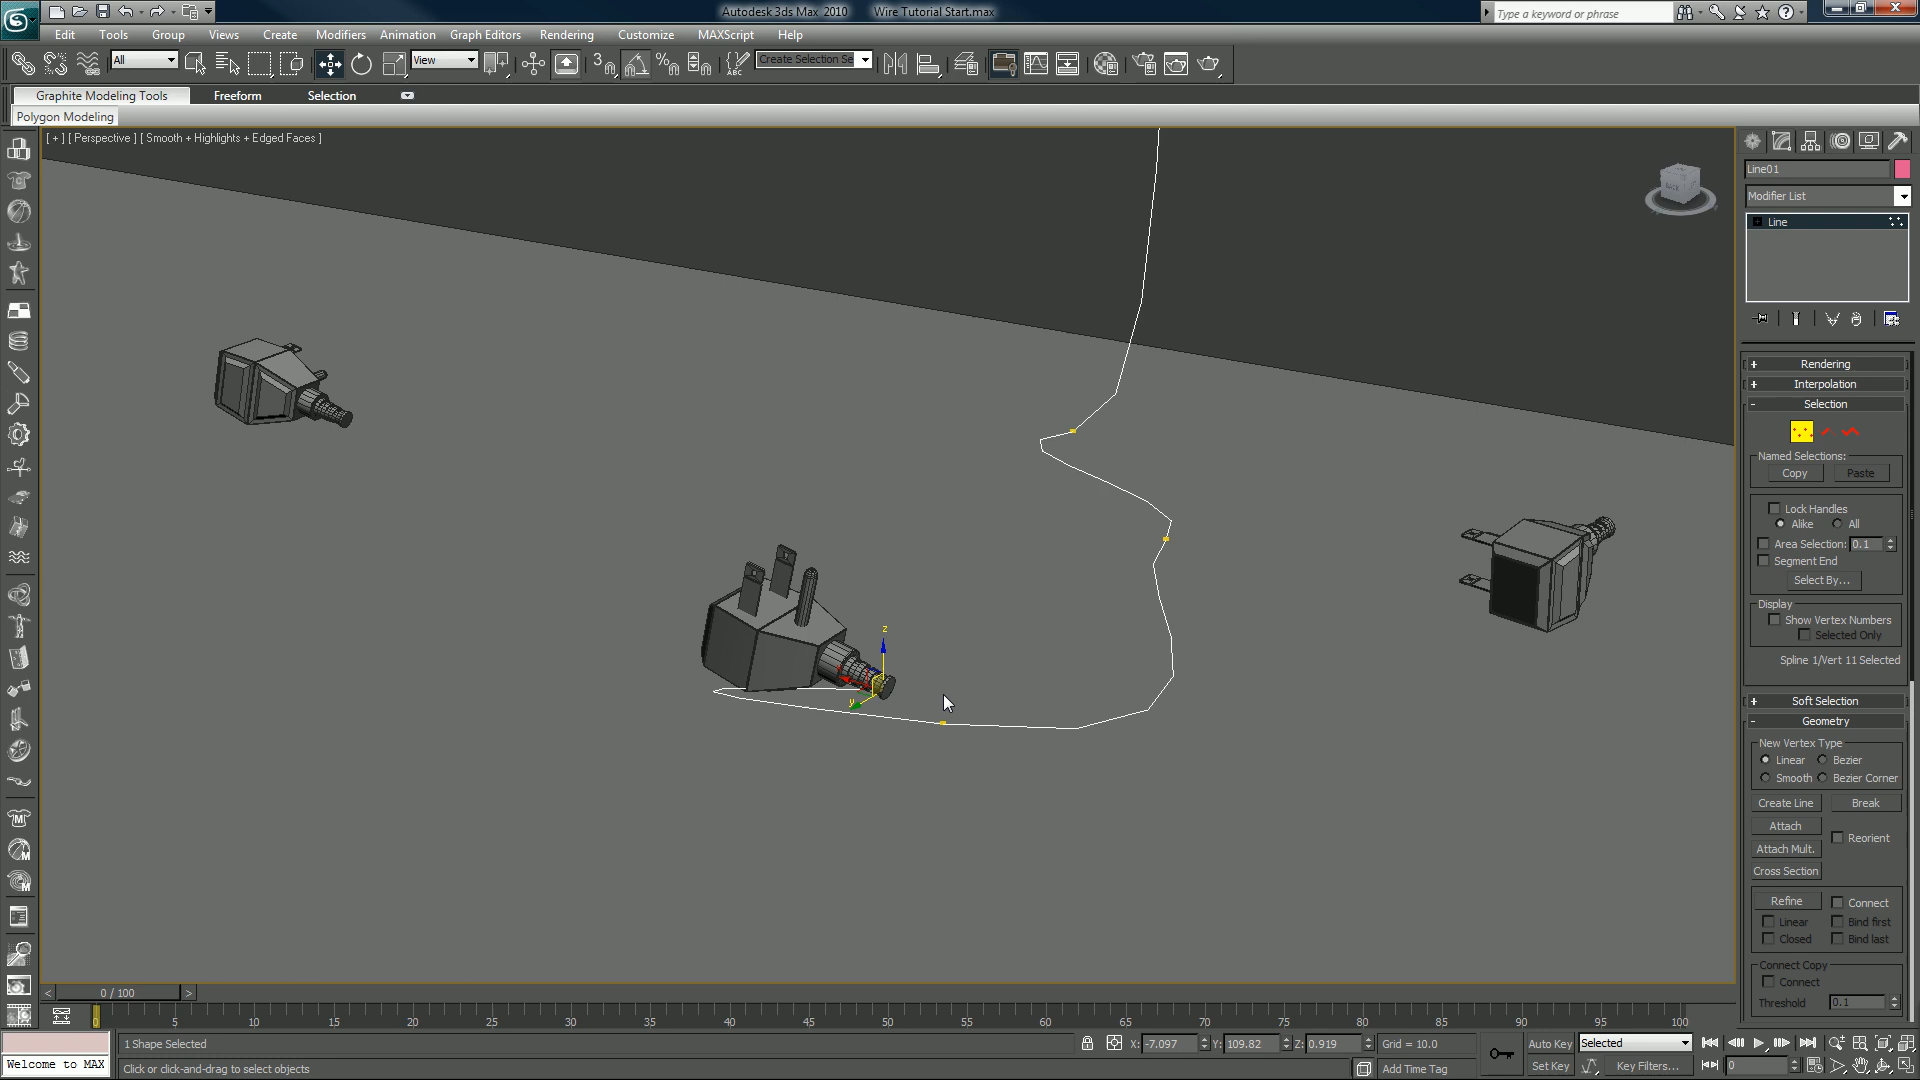 Autodesk 3ds Max 2010 Wire Tutorial Start.max
Type a keyword or phrase
Edit Tools Group Views Create Modifiers Animation Graph Editors Rendering Customize MAXScript Help
All View 3 ABC Create Selection Se
Graphite Modeling Tools Freeform Selection
Polygon Modeling
[ + ] [ Perspective ] [ Smooth + Highlights + Edged Faces ]
BACK
z
y
Line01
Modifier List
Line
Rendering
Interpolation
Selection
Named Selections:
Copy Paste
Lock Handles
Alike All
Area Selection: 0.1
Segment End
Select By...
Display
Show Vertex Numbers
Selected Only
Spline 1/Vert 11 Selected
Soft Selection
Geometry
New Vertex Type
Linear Bezier
Smooth Bezier Corner
Create Line Break
Attach
Reorient
Attach Mult.
Cross Section
Refine Connect
Linear Bind first
Closed Bind last
Connect Copy
Connect
Threshold 0.1
< 0 / 100 >
0 5 10 15 20 25 30 35 40 45 50 55 60 65 70 75 80 85 90 95 100
1 Shape Selected X: -7.097 Y: 109.82 Z: 0.919 Grid = 10.0 Auto Key Selected
Welcome to MAX Click or click-and-drag to select objects Add Time Tag Set Key Key Filters... 0